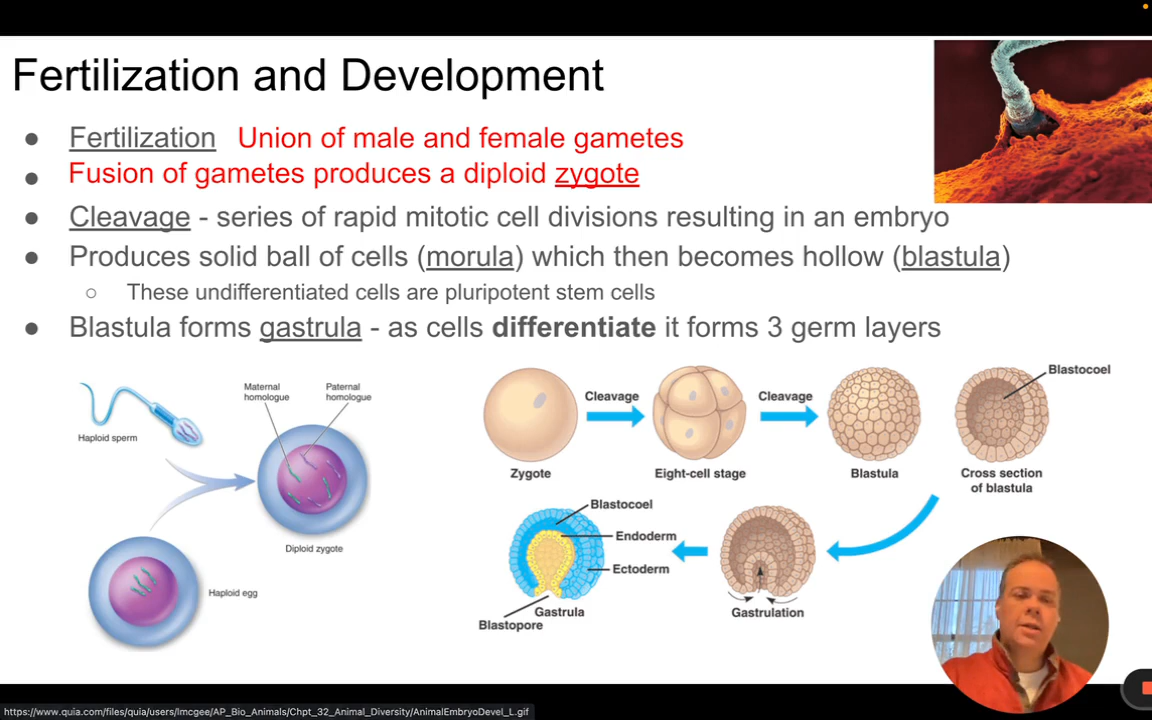 Fertilization and Development
● Fertilization Union of male and female gametes
● Fusion of gametes produces a diploid zygote
● Cleavage - series of rapid mitotic cell divisions resulting in an embryo
● Produces solid ball of cells (morula) which then becomes hollow (blastula)
○ These undifferentiated cells are pluripotent stem cells
● Blastula forms gastrula - as cells differentiate it forms 3 germ layers
Maternal
homologue
Paternal
homologue
Haploid sperm
Diploid zygote
Haploid egg
Cleavage
Cleavage
Blastocoel
Zygote
Eight-cell stage
Blastula
Cross section
of blastula
Blastocoel
Endoderm
Ectoderm
Gastrula
Blastopore
Gastrulation
https://www.quia.com/files/quia/users/lmcgee/AP_Bio_Animals/Chpt_32_Animal_Diversity/AnimalEmbryoDevel_L.gif